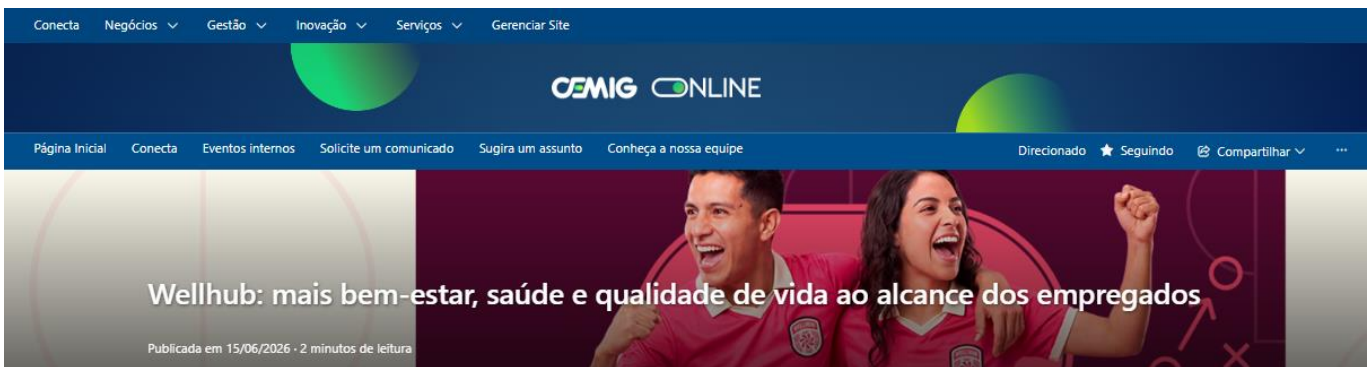 Conecta Negócios Gestão Inovação Serviços Gerenciar Site
CEMIG ONLINE
Página Inicial Conecta Eventos internos Solicite um comunicado Sugira um assunto Conheça a nossa equipe Direcionado Seguindo Compartilhar ...
Wellhub: mais bem-estar, saúde e qualidade de vida ao alcance dos empregados
Publicada em 15/06/2026 · 2 minutos de leitura